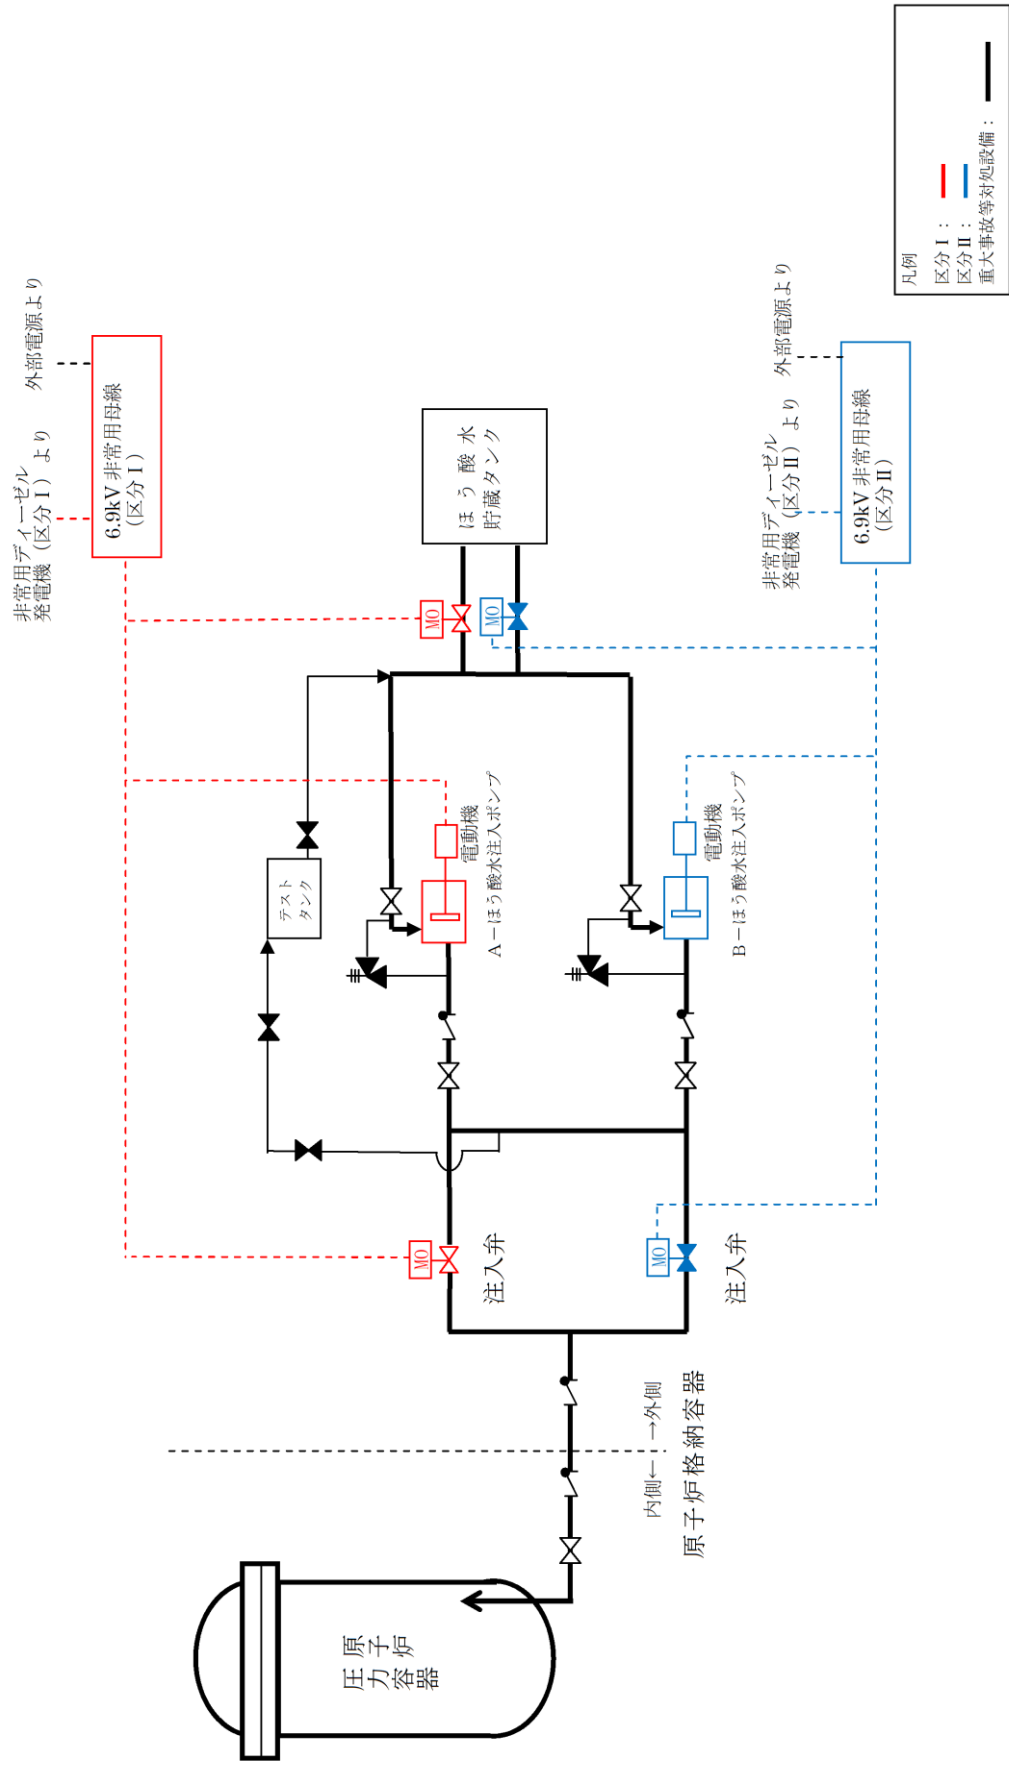 非常用ディーゼル
発電機（区分Ⅰ）より
外部電源より
6.9kV 非常用母線
（区分Ⅰ）
ほう酸水
貯蔵タンク
MO
MO
テスト
タンク
電動機
A－ほう酸水注入ポンプ
電動機
B－ほう酸水注入ポンプ
MO
注入弁
MO
注入弁
非常用ディーゼル
発電機（区分Ⅱ）より
外部電源より
6.9kV 非常用母線
（区分Ⅱ）
内側← →外側
原子炉格納容器
原子炉
圧力容器
凡例
区分Ⅰ：
区分Ⅱ：
重大事故等対処設備：